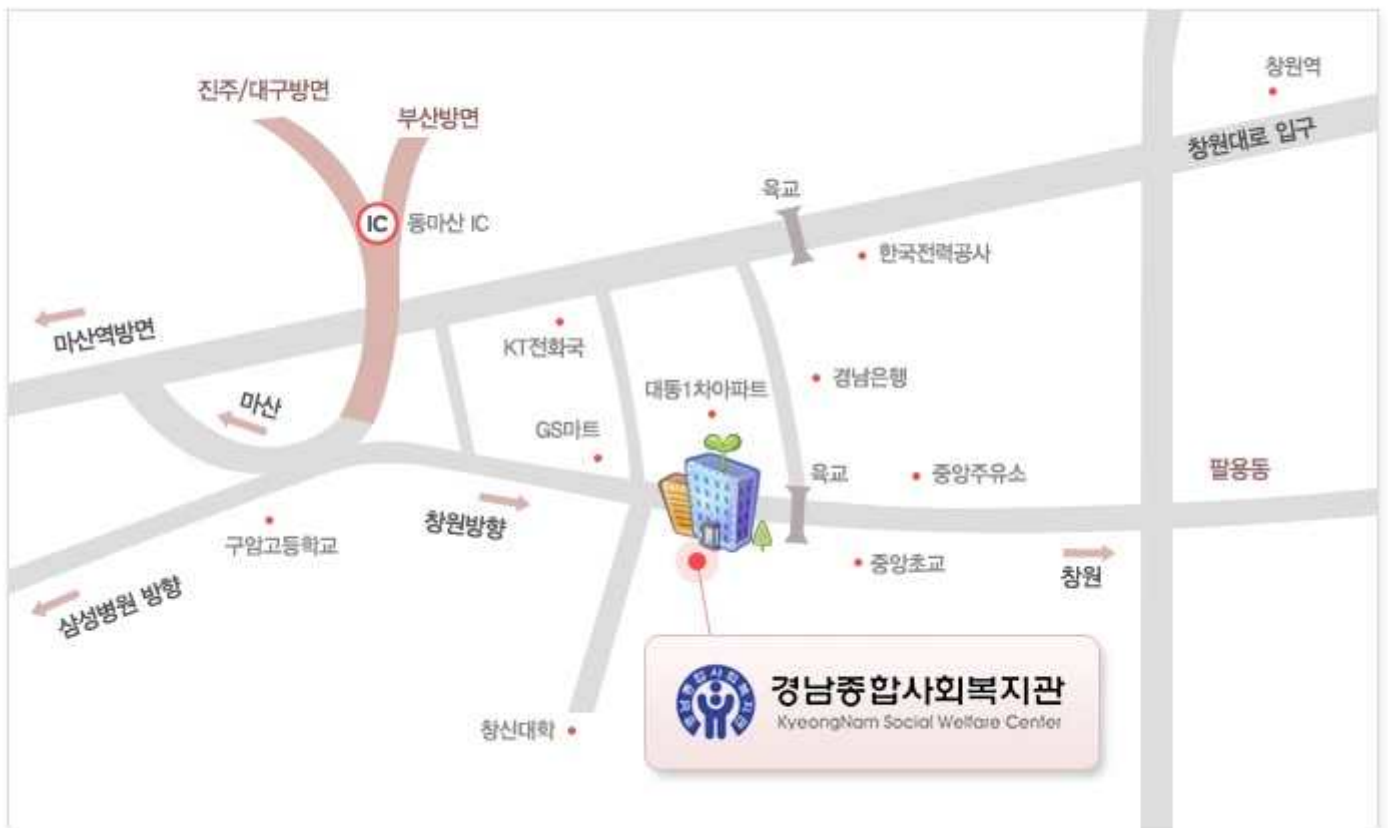 창원역
진주/대구방면
부산방면
창원대로 입구
육교
IC
동마산 IC
한국전력공사
마산역방면
KT전화국
경남은행
대통1차아파트
마산
GS마트
육교
중앙주유소
팔용동
창원방향
구암고등학교
중앙초교
창원
삼성병원 방향
경남종합사회복지관
KyeongNam Social Welfare Center
창신대학